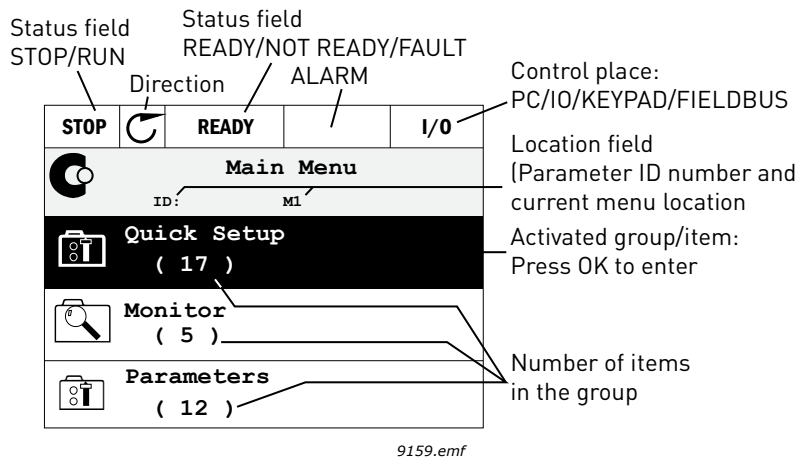 Status field
STOP/RUN
Status field
READY/NOT READY/FAULT
Direction
ALARM
Control place:
PC/IO/KEYPAD/FIELDBUS
STOP
READY
I/O
Main Menu
ID:
M1
Location field
(Parameter ID number and
current menu location
Quick Setup
( 17 )
Activated group/item:
Press OK to enter
Monitor
( 5 )
Parameters
( 12 )
Number of items
in the group
9159.emf